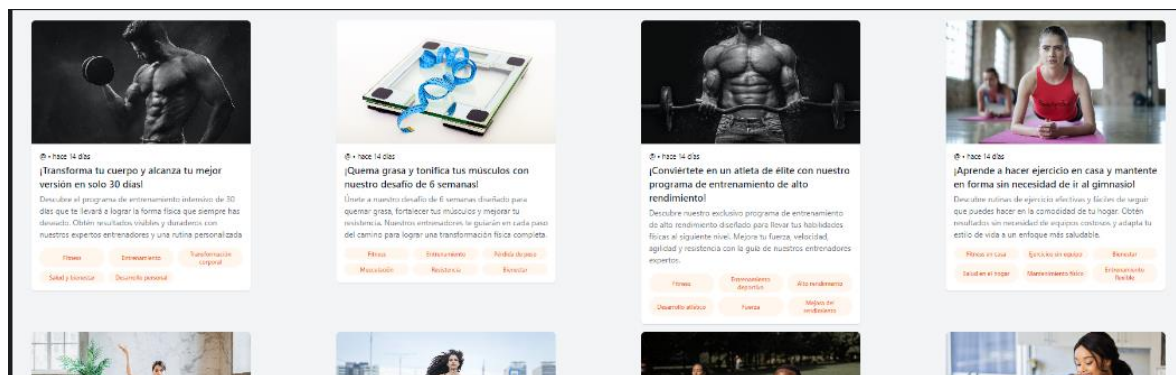 @ • hace 14 días
¡Transforma tu cuerpo y alcanza tu mejor
versión en solo 30 días!
Descubre el programa de entrenamiento intensivo de 30
días que te llevará a lograr la forma física que siempre has
deseado. Obtén resultados visibles y duraderos con
nuestros expertos entrenadores y una rutina personalizada
Fitness
Entrenamiento
Transformación
corporal
Salud y bienestar
Desarrollo personal
@ • hace 14 días
¡Quema grasa y tonifica tus músculos con
nuestro desafío de 6 semanas!
Únete a nuestro desafío de 6 semanas diseñado para
quemar grasa, fortalecer tus músculos y mejorar tu
resistencia. Nuestros entrenadores te guiarán en cada paso
del camino para lograr una transformación física completa.
Fitness
Entrenamiento
Pérdida de peso
Musculación
Resistencia
Bienestar
@ • hace 14 días
¡Conviértete en un atleta de élite con nuestro
programa de entrenamiento de alto
rendimiento!
Descubre nuestro exclusivo programa de entrenamiento
de alto rendimiento diseñado para llevar tus habilidades
físicas al siguiente nivel. Mejora tu fuerza, velocidad,
agilidad y resistencia con la guía de nuestros entrenadores
expertos.
Fitness
Entrenamiento
deportivo
Alto rendimiento
Desarrollo atlético
Fuerza
Mejora del
rendimiento
@ • hace 14 días
¡Aprende a hacer ejercicio en casa y mantente
en forma sin necesidad de ir al gimnasio!
Descubre rutinas de ejercicio efectivas y fáciles de seguir
que puedes hacer en la comodidad de tu hogar. Obtén
resultados sin necesidad de equipos costosos y adapta tu
estilo de vida a un enfoque más saludable.
Fitness en casa
Ejercicios sin equipo
Bienestar
Salud en el hogar
Mantenimiento físico
Entrenamiento
flexible